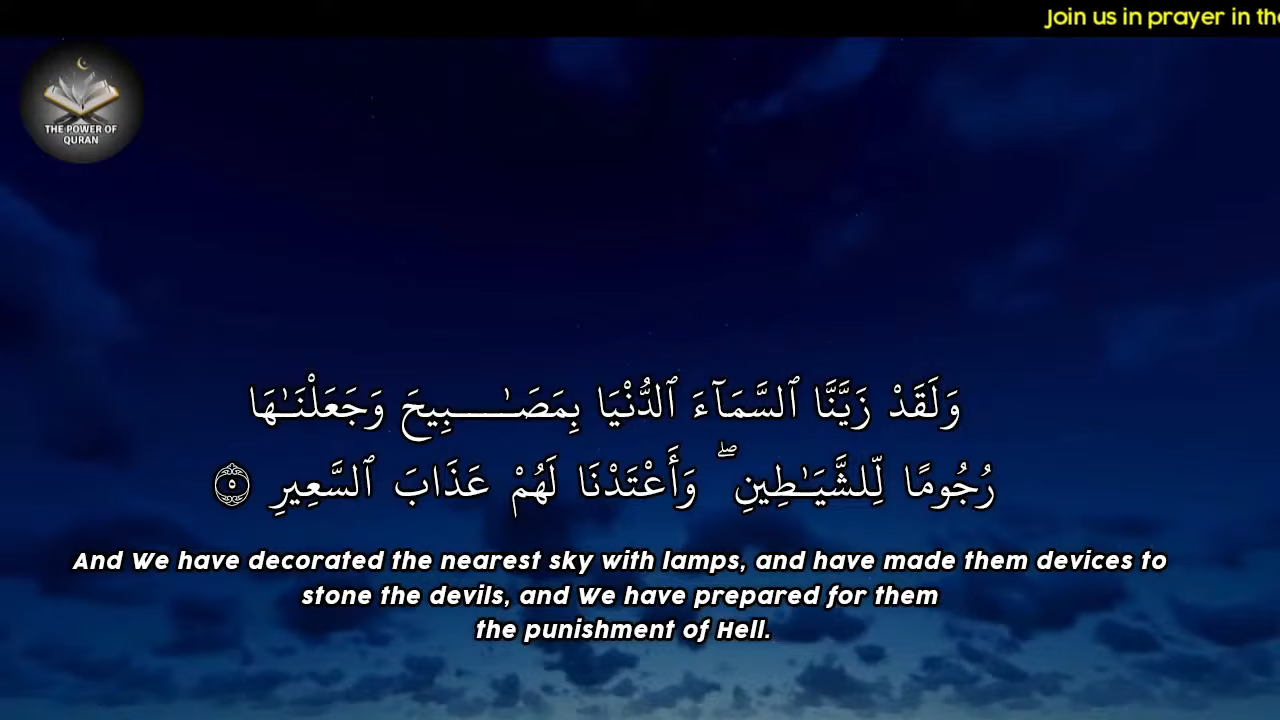 Join us in prayer in the
THE POWER OF
QURAN
وَلَقَدْ زَيَّنَّا ٱلسَّمَآءَ ٱلدُّنْيَا بِمَصَـٰـــــبِيحَ وَجَعَلْنَـٰهَا
رُجُومًا لِّلشَّيَـٰطِينِ ۖ وَأَعْتَدْنَا لَهُمْ عَذَابَ ٱلسَّعِيرِ ٥
And We have decorated the nearest sky with lamps, and have made them devices to
stone the devils, and We have prepared for them
the punishment of Hell.